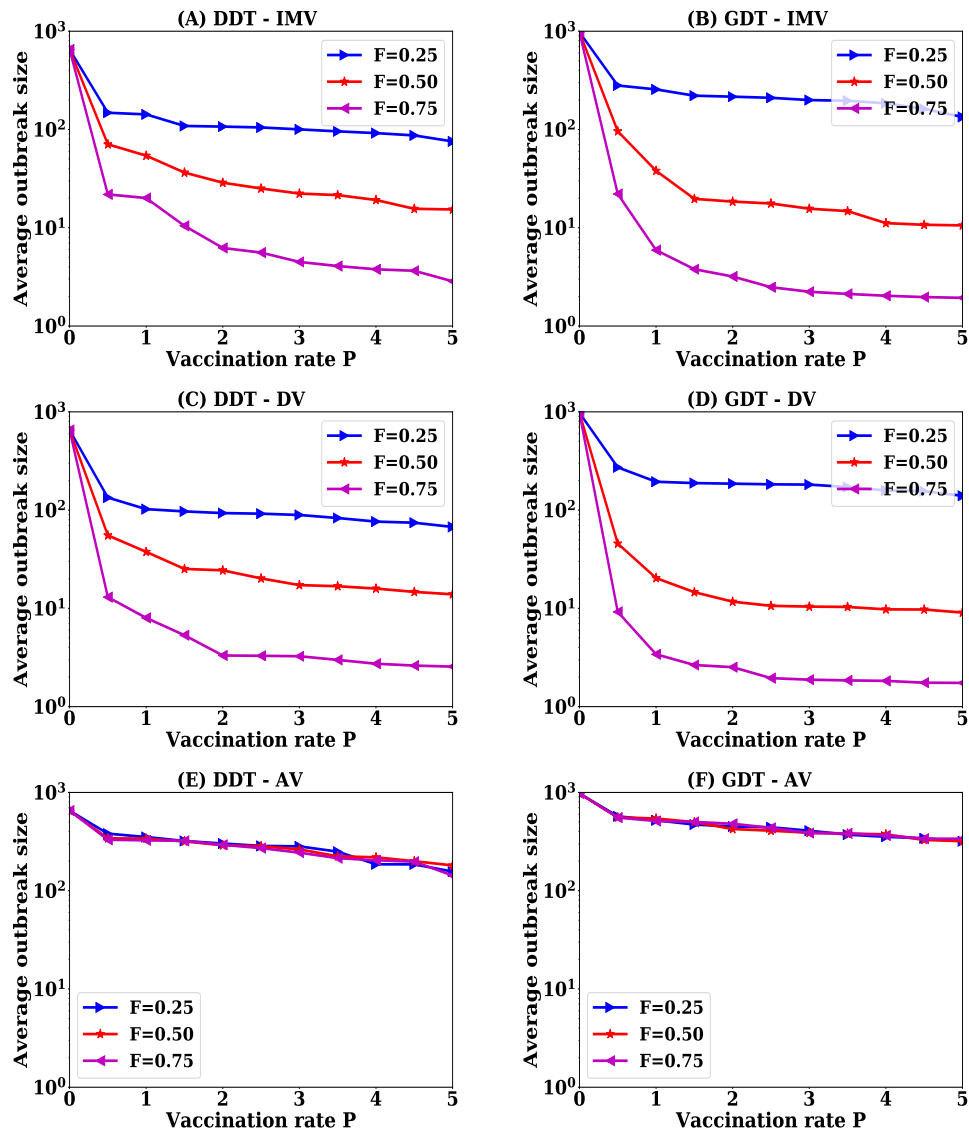 (A) DDT - IMV
Average outbreak size
10³
10²
10¹
10⁰
F=0.25
F=0.50
F=0.75
0 1 2 3 4 5
Vaccination rate P
(B) GDT - IMV
Average outbreak size
10³
10²
10¹
10⁰
F=0.25
F=0.50
F=0.75
0 1 2 3 4 5
Vaccination rate P
(C) DDT - DV
Average outbreak size
10³
10²
10¹
10⁰
F=0.25
F=0.50
F=0.75
0 1 2 3 4 5
Vaccination rate P
(D) GDT - DV
Average outbreak size
10³
10²
10¹
10⁰
F=0.25
F=0.50
F=0.75
0 1 2 3 4 5
Vaccination rate P
(E) DDT - AV
Average outbreak size
10³
10²
10¹
10⁰
F=0.25
F=0.50
F=0.75
0 1 2 3 4 5
Vaccination rate P
(F) GDT - AV
Average outbreak size
10³
10²
10¹
10⁰
F=0.25
F=0.50
F=0.75
0 1 2 3 4 5
Vaccination rate P